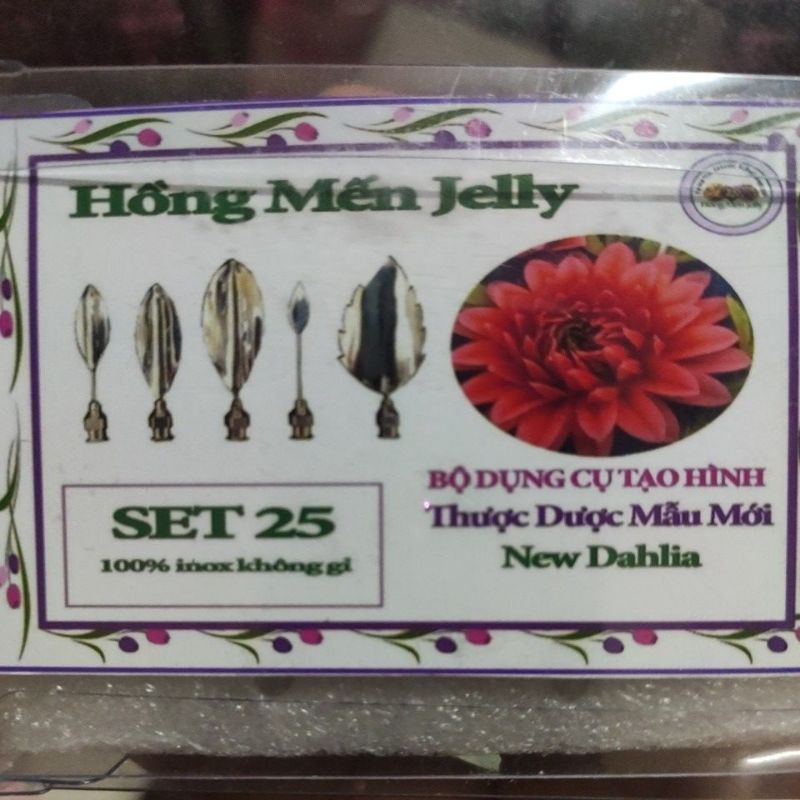 Hồng Mến Jelly
BỘ DỤNG CỤ TẠO HÌNH
Thược Dược Mẫu Mới
New Dahlia
SET 25
100% inox không gỉ